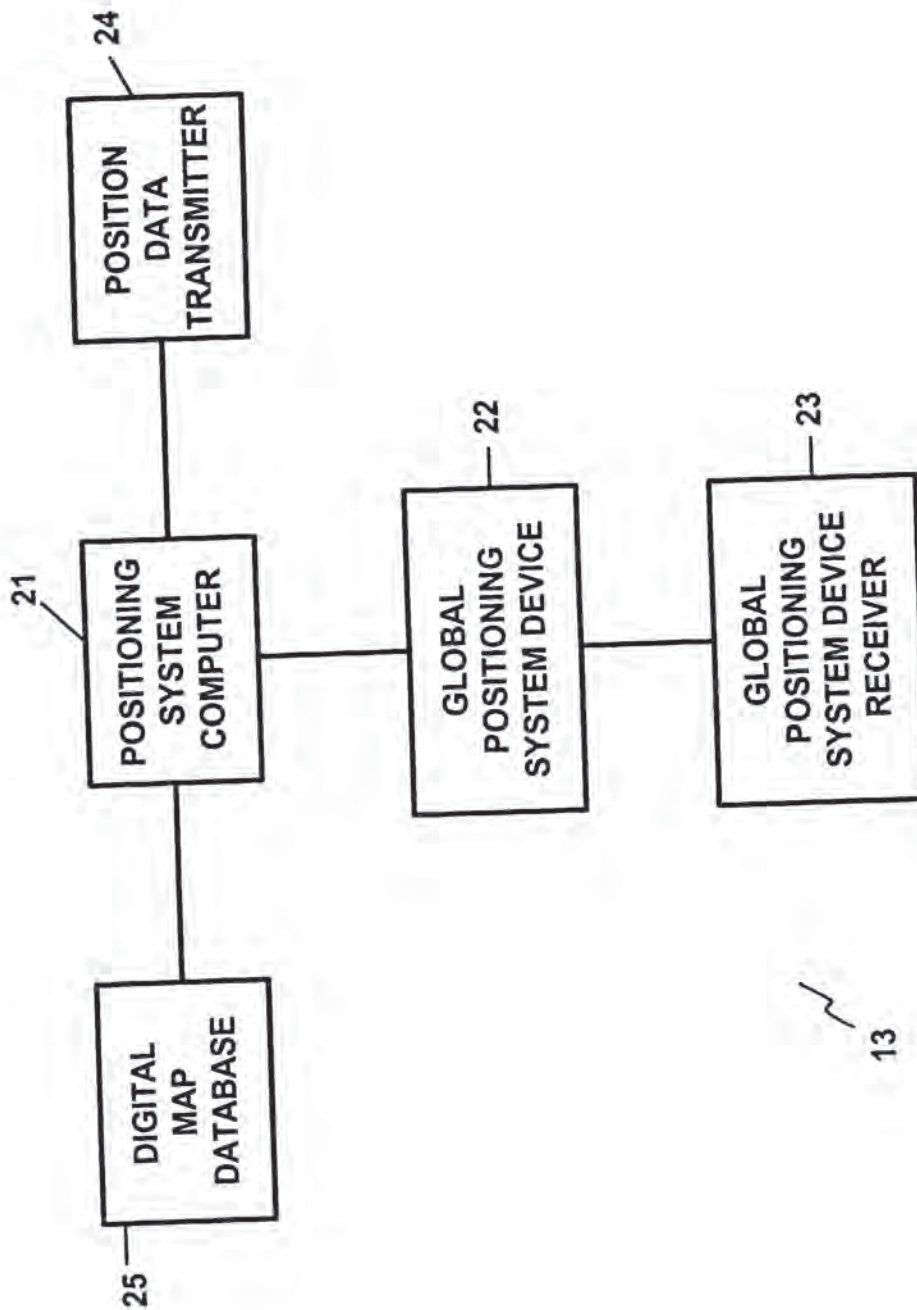 21
24
25
DIGITAL
MAP
DATABASE
POSITIONING
SYSTEM
COMPUTER
POSITION
DATA
TRANSMITTER
22
GLOBAL
POSITIONING
SYSTEM DEVICE
23
GLOBAL
POSITIONING
SYSTEM DEVICE
RECEIVER
13